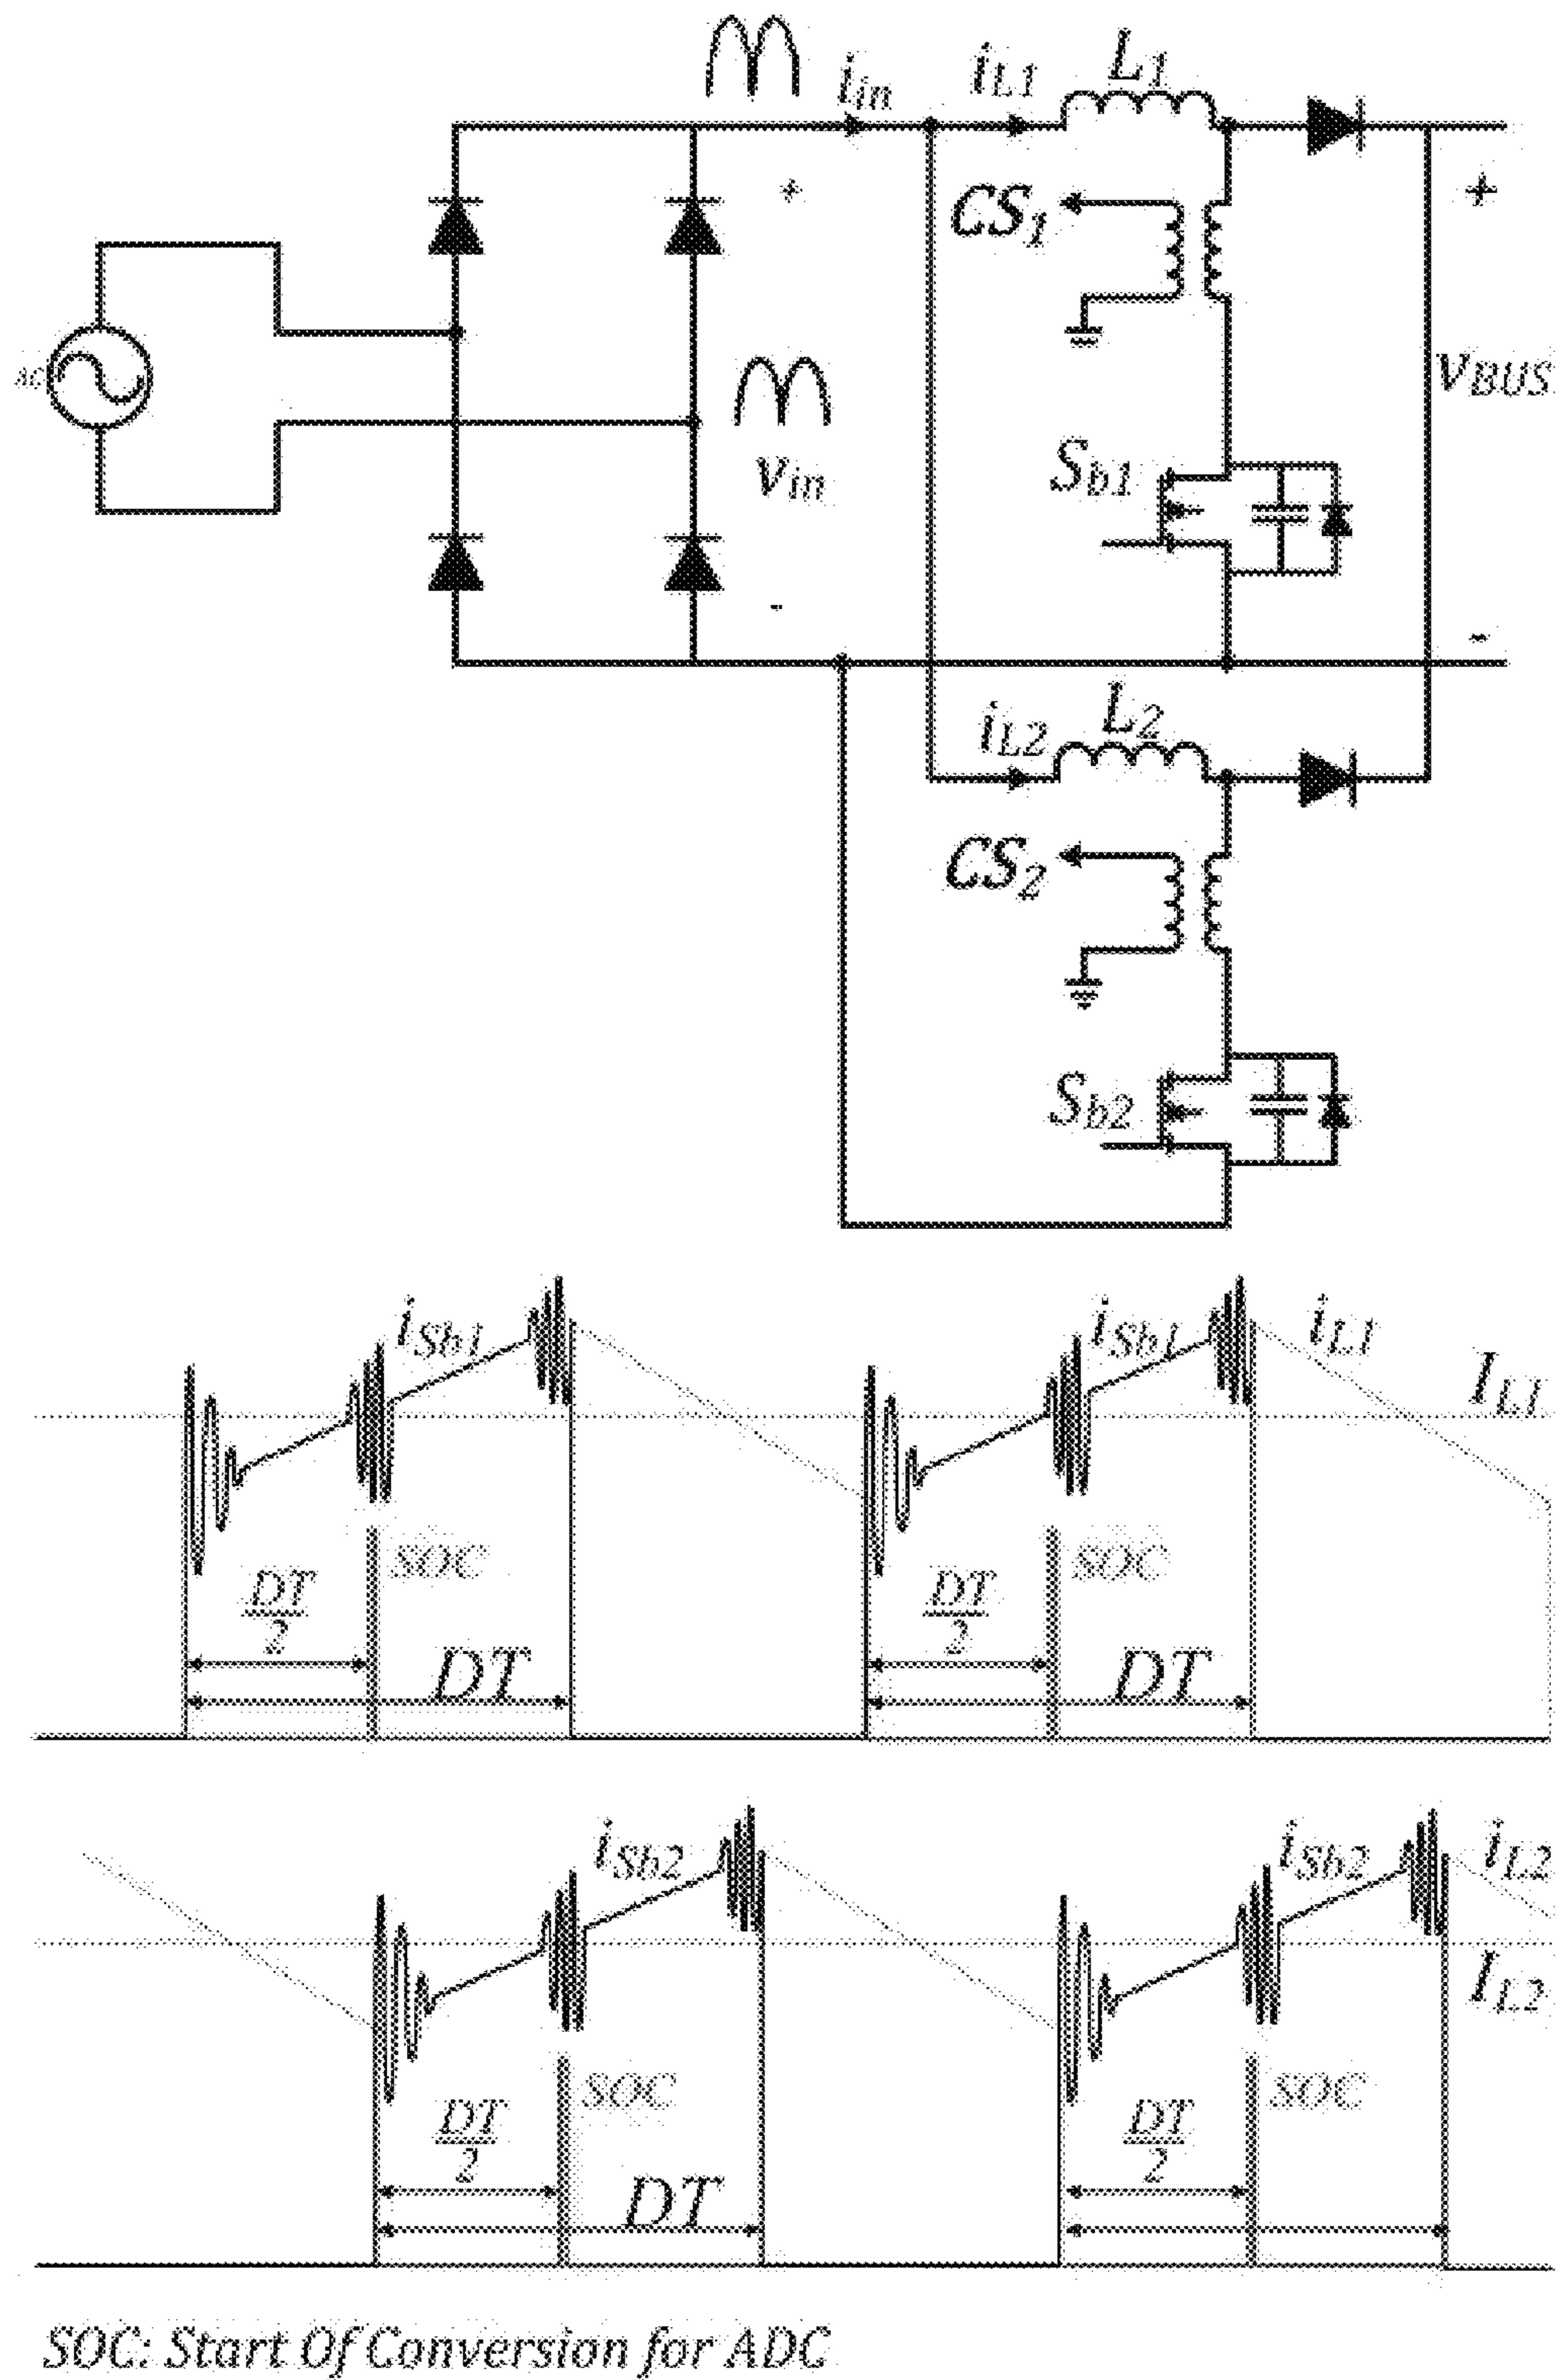 i_in i_L1 L_1
+ CS_1 +
AC
v_BUS
v_in S_b1
- -
i_L2 L_2
CS_2
S_b2
i_Sb1 i_Sb1 i_L1
I_L1
SOC SOC
DT/2 DT/2
DT DT
i_Sb2 i_Sb2 i_L2
I_L2
SOC SOC
DT/2 DT/2
DT
SOC: Start Of Conversion for ADC